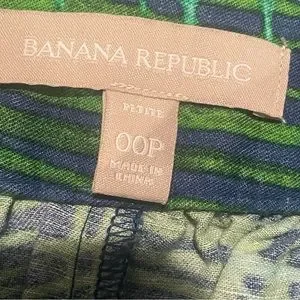 BANANA REPUBLIC
PETITE
00P
MADE IN
CHINA